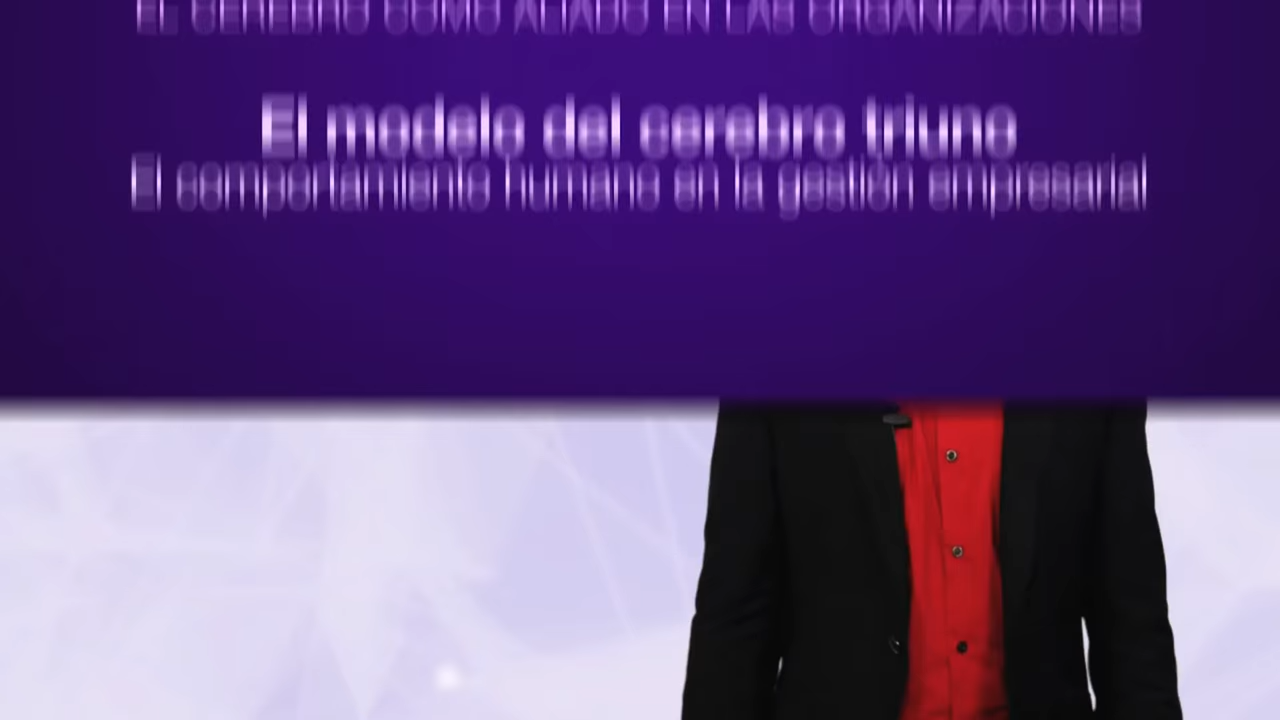 EL CEREBRO COMO ALIADO EN LAS ORGANIZACIONES
El modelo del cerebro triuno
El comportamiento humano en la gestión empresarial